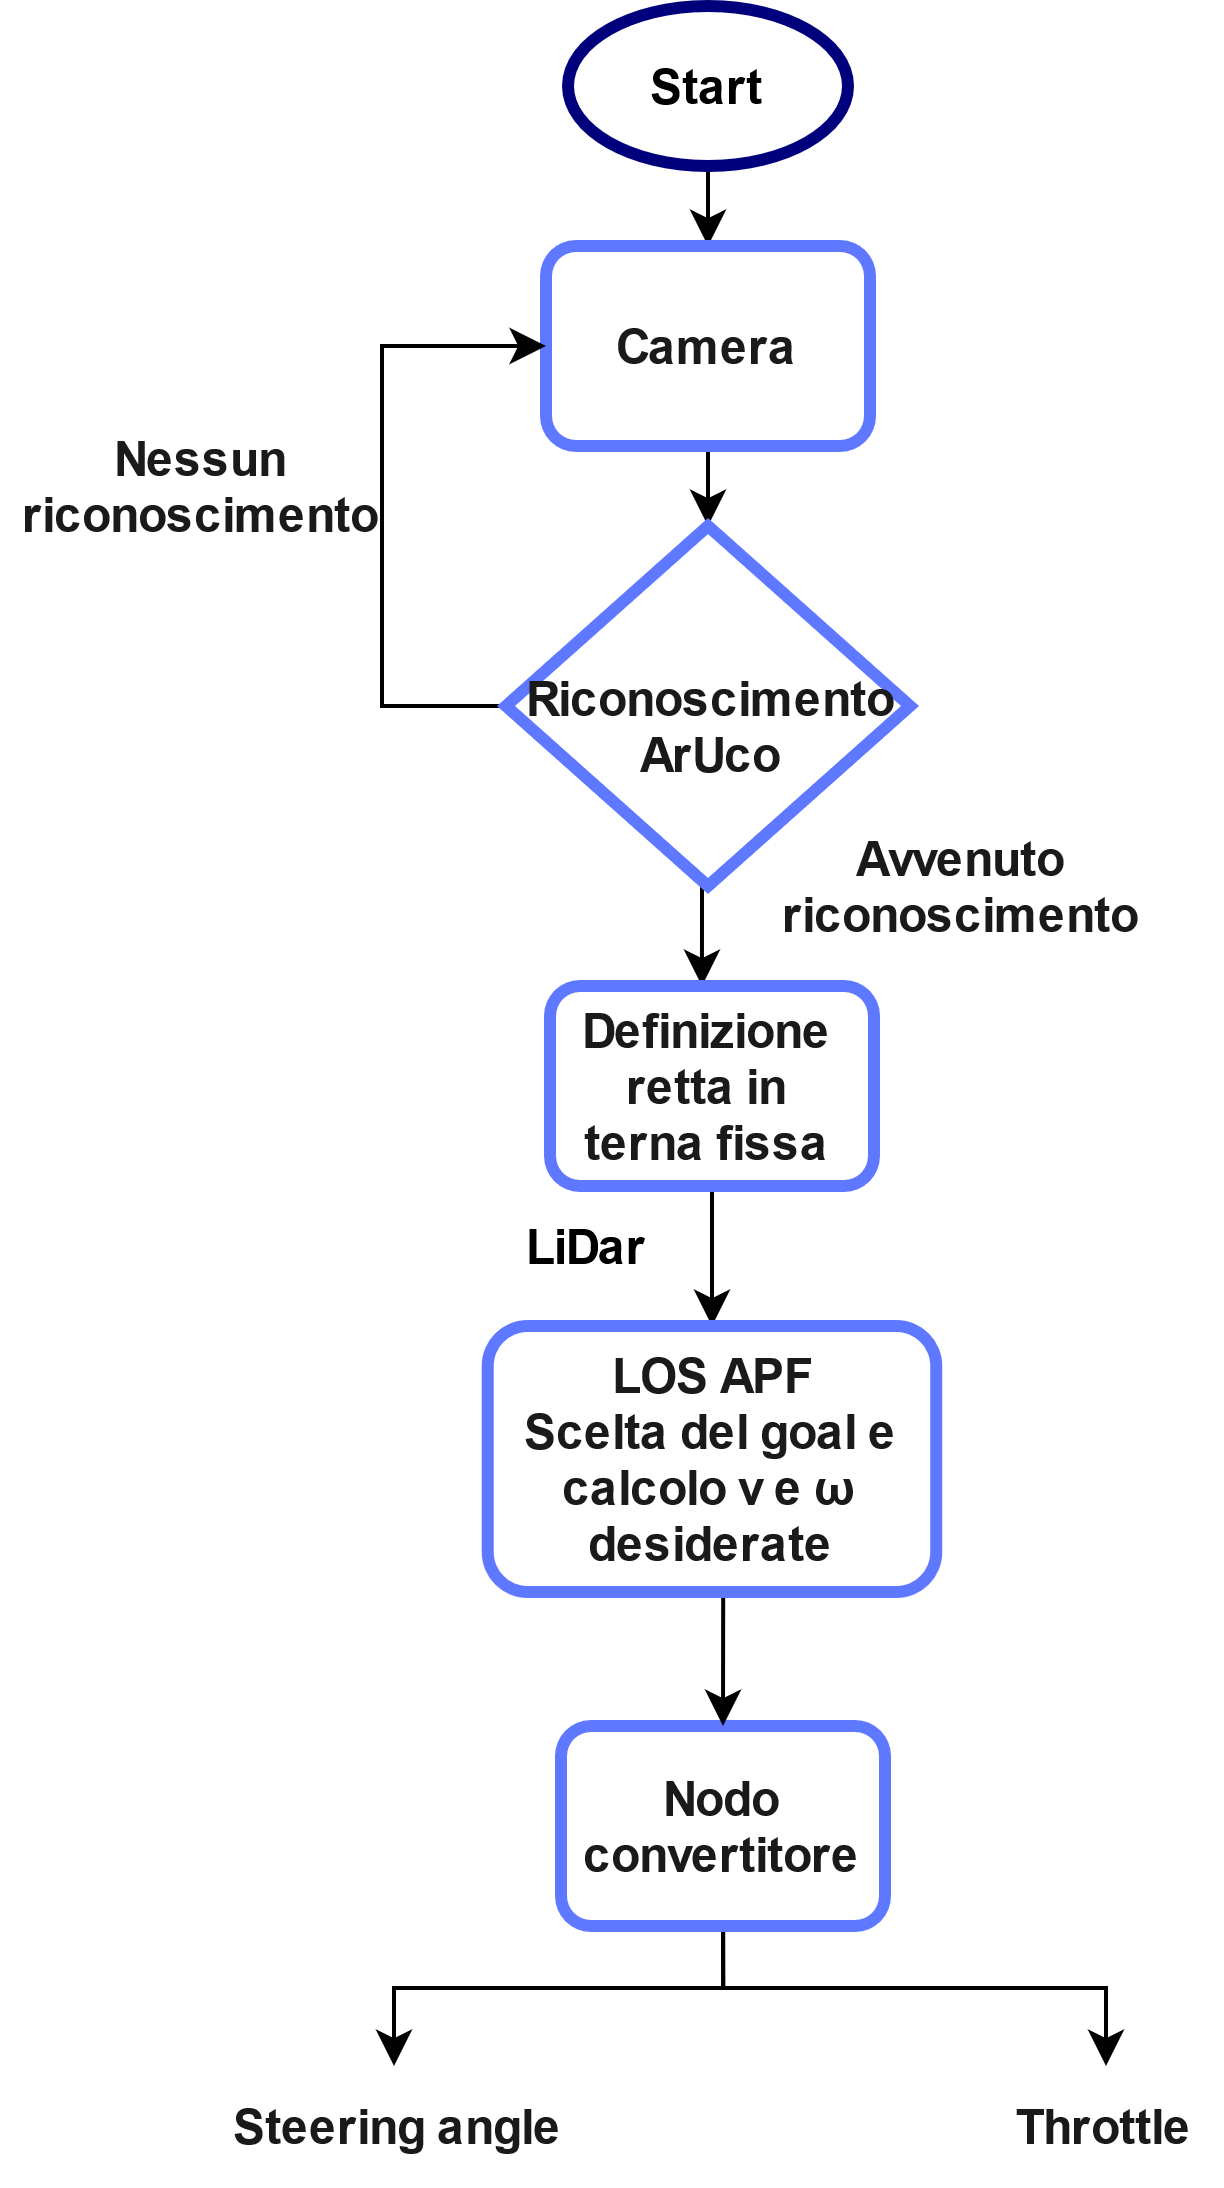 Start
Camera
Nessun
riconoscimento
Riconoscimento
ArUco
Avvenuto
riconoscimento
Definizione
retta in
terna fissa
LiDar
LOS APF
Scelta del goal e
calcolo v e ω
desiderate
Nodo
convertitore
Steering angle
Throttle